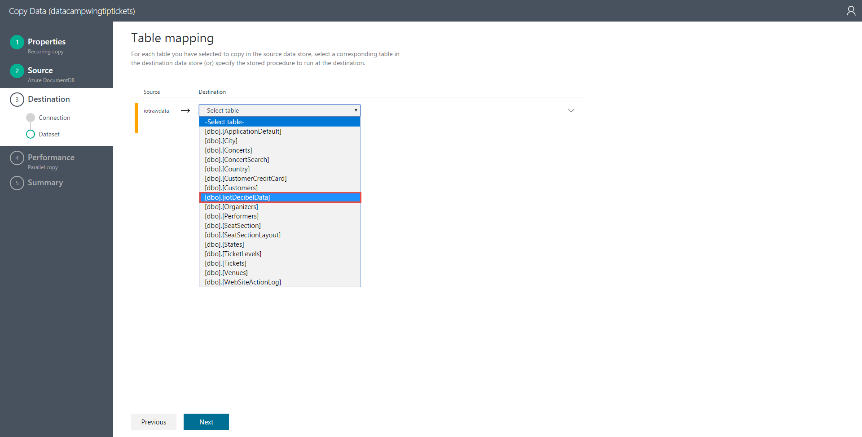 Copy Data (datacampwingtiptickets)
1 Properties
Recurring copy
2 Source
Azure DocumentDB
3 Destination
Connection
Dataset
4 Performance
Parallel copy
5 Summary
Table mapping
For each table you have selected to copy in the source data store, select a corresponding table in
the destination data store (or) specify the stored procedure to run at the destination.
Source Destination
iotrawdata → -Select table-
-Select table-
[dbo].[ApplicationDefault]
[dbo].[City]
[dbo].[Concerts]
[dbo].[ConcertSearch]
[dbo].[Country]
[dbo].[CustomerCreditCard]
[dbo].[Customers]
[dbo].[iotDecibelData]
[dbo].[Organizers]
[dbo].[Performers]
[dbo].[SeatSection]
[dbo].[SeatSectionLayout]
[dbo].[States]
[dbo].[TicketLevels]
[dbo].[Tickets]
[dbo].[Venues]
[dbo].[WebSiteActionLog]
Previous Next